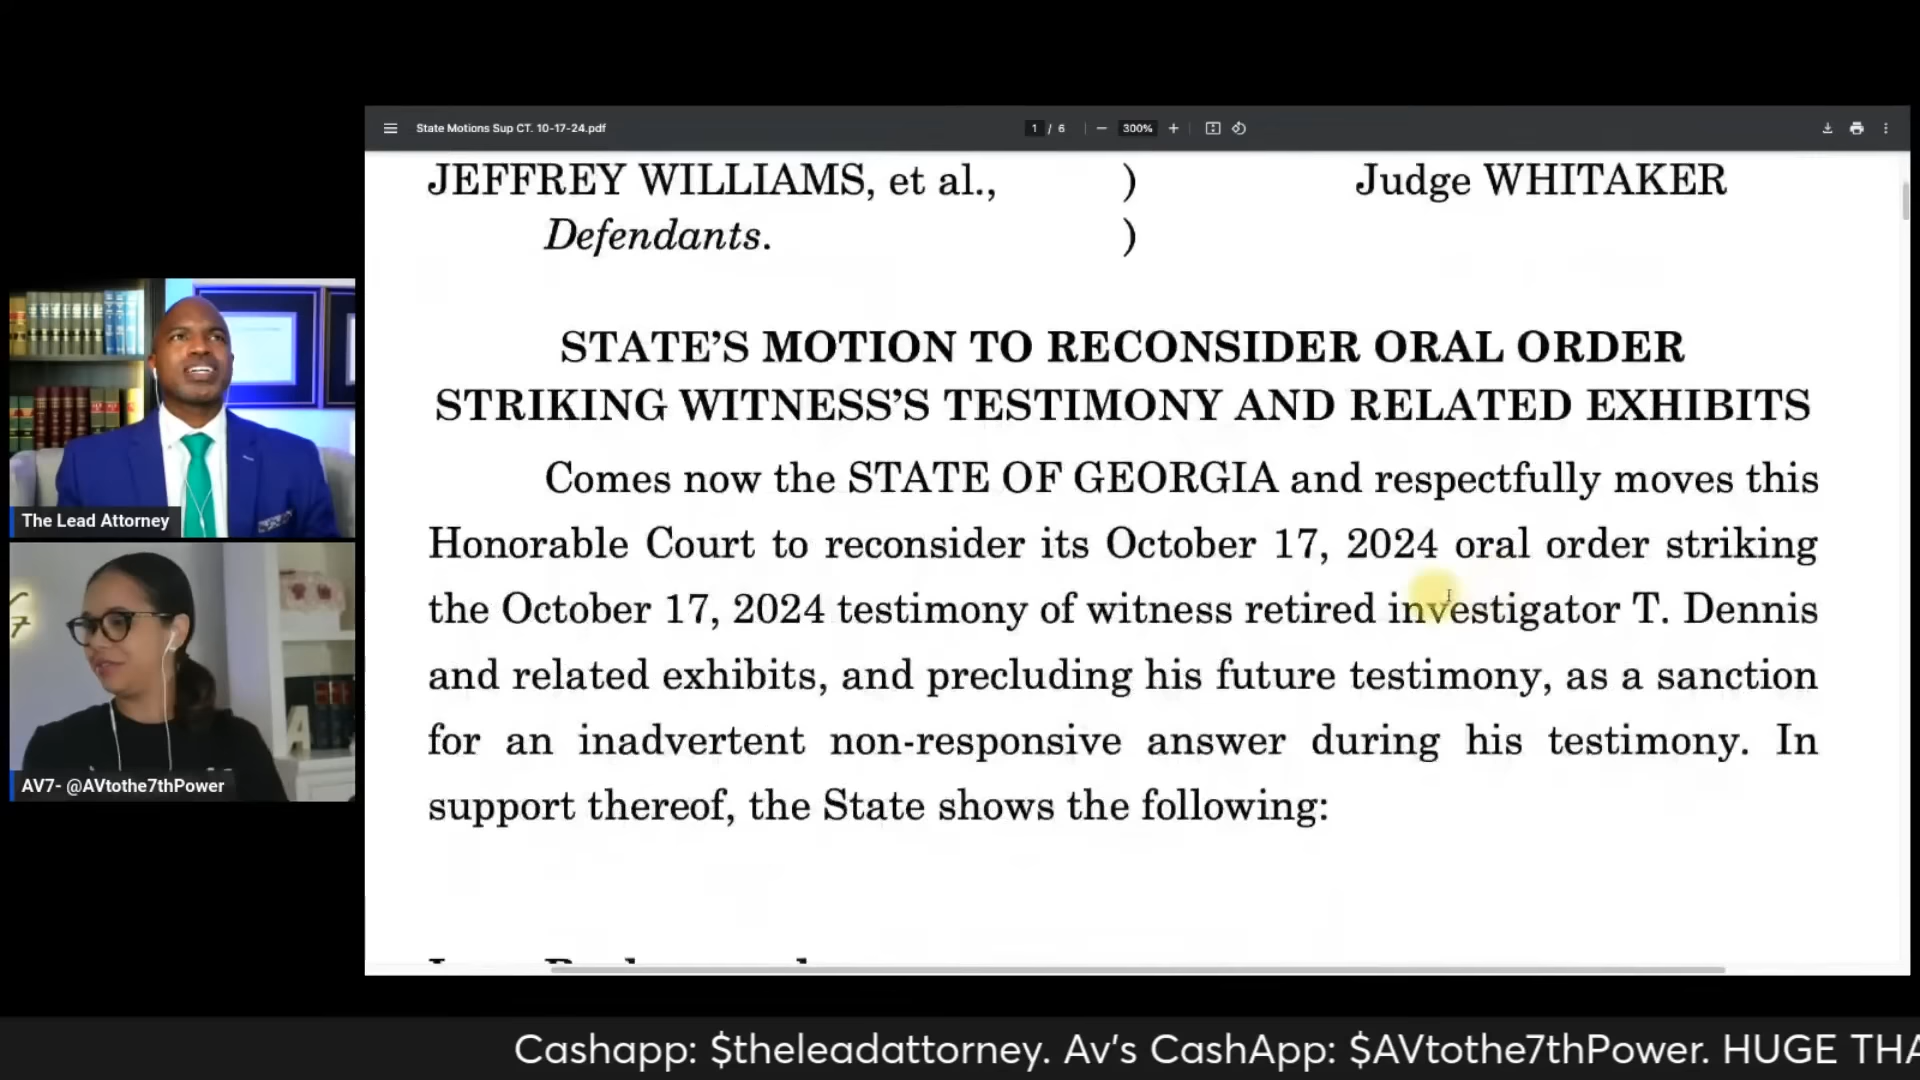 State Motions Sup CT. 10-17-24.pdf
1 / 6
300%
JEFFREY WILLIAMS, et al., ) Judge WHITAKER
Defendants. )
STATE’S MOTION TO RECONSIDER ORAL ORDER
STRIKING WITNESS’S TESTIMONY AND RELATED EXHIBITS
Comes now the STATE OF GEORGIA and respectfully moves this
Honorable Court to reconsider its October 17, 2024 oral order striking
the October 17, 2024 testimony of witness retired investigator T. Dennis
and related exhibits, and precluding his future testimony, as a sanction
for an inadvertent non-responsive answer during his testimony. In
support thereof, the State shows the following:
The Lead Attorney
AV7- @AVtothe7thPower
Cashapp: $theleadattorney. Av's CashApp: $AVtothe7thPower. HUGE THA